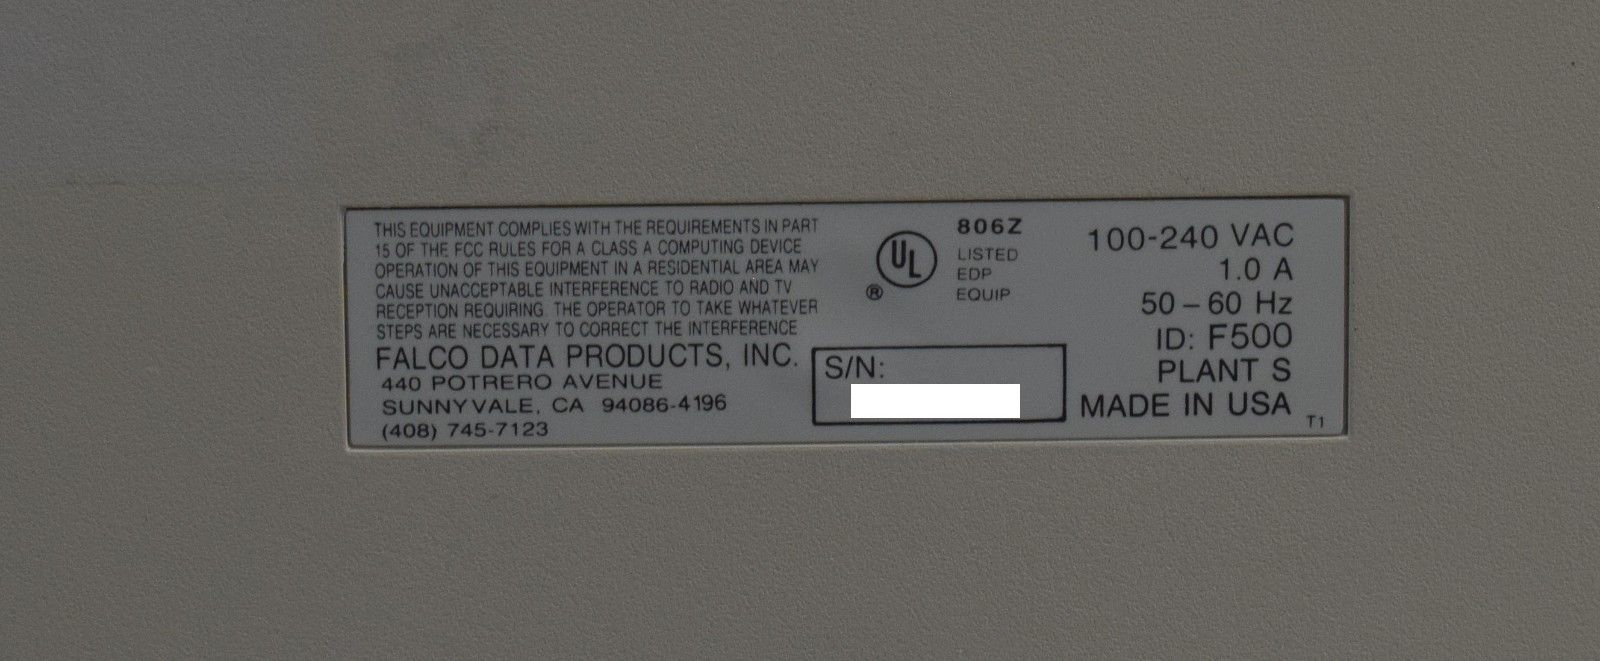 THIS EQUIPMENT COMPLIES WITH THE REQUIREMENTS IN PART
15 OF THE FCC RULES FOR A CLASS A COMPUTING DEVICE
OPERATION OF THIS EQUIPMENT IN A RESIDENTIAL AREA MAY
CAUSE UNACCEPTABLE INTERFERENCE TO RADIO AND TV
RECEPTION REQUIRING. THE OPERATOR TO TAKE WHATEVER
STEPS ARE NECESSARY TO CORRECT THE INTERFERENCE
FALCO DATA PRODUCTS, INC.
440 POTRERO AVENUE
SUNNYVALE, CA 94086-4196
(408) 745-7123
UL
®
806Z
LISTED
EDP
EQUIP
S/N:
100-240 VAC
1.0 A
50 – 60 Hz
ID: F500
PLANT S
MADE IN USA
T1